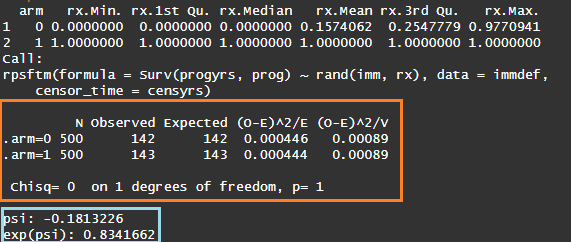 arm rx.Min. rx.1st Qu. rx.Median rx.Mean rx.3rd Qu. rx.Max.
1 0 0.0000000 0.0000000 0.0000000 0.1574062 0.2547779 0.9770941
2 1 1.0000000 1.0000000 1.0000000 1.0000000 1.0000000 1.0000000
Call:
rpsftm(formula = Surv(progyrs, prog) ~ rand(imm, rx), data = immdef,
censor_time = censyrs)
N Observed Expected (O-E)^2/E (O-E)^2/V
.arm=0 500 142 142 0.000446 0.00089
.arm=1 500 143 143 0.000444 0.00089
Chisq= 0 on 1 degrees of freedom, p= 1
psi: -0.1813226
exp(psi): 0.8341662